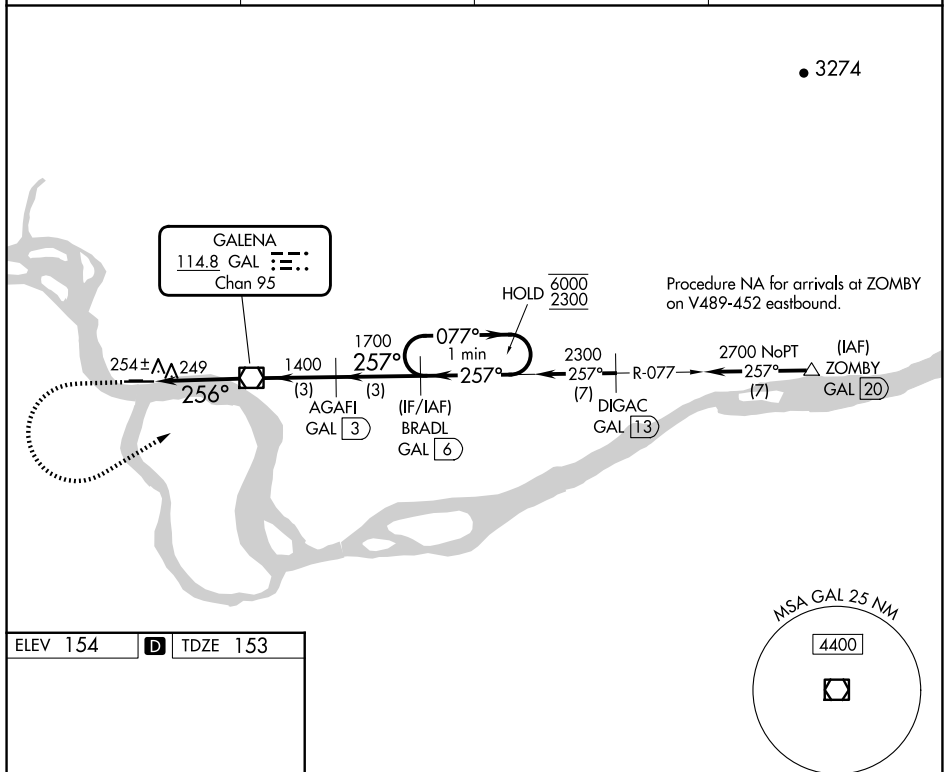 3274
GALENA
114.8 GAL
Chan 95
HOLD 6000
2300
Procedure NA for arrivals at ZOMBY
on V489-452 eastbound.
077°
1 min
257°
1700
257°
(3)
1400
(3)
254± 249
256°
AGAFI
GAL 3
(IF/IAF)
BRADL
GAL 6
2300
257°
(7)
DIGAC
GAL 13
R-077
2700 NoPT
257°
(7)
(IAF)
ZOMBY
GAL 20
ELEV 154 D TDZE 153
MSA GAL 25 NM
4400